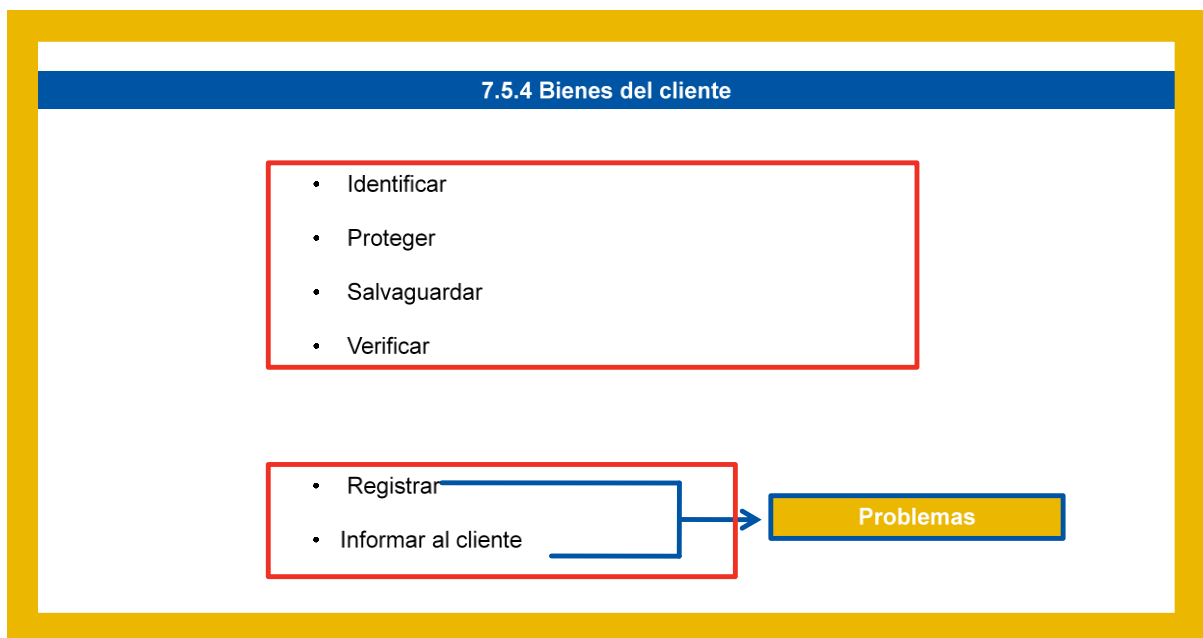 7.5.4 Bienes del cliente
• Identificar
• Proteger
• Salvaguardar
• Verificar
• Registrar
• Informar al cliente
Problemas